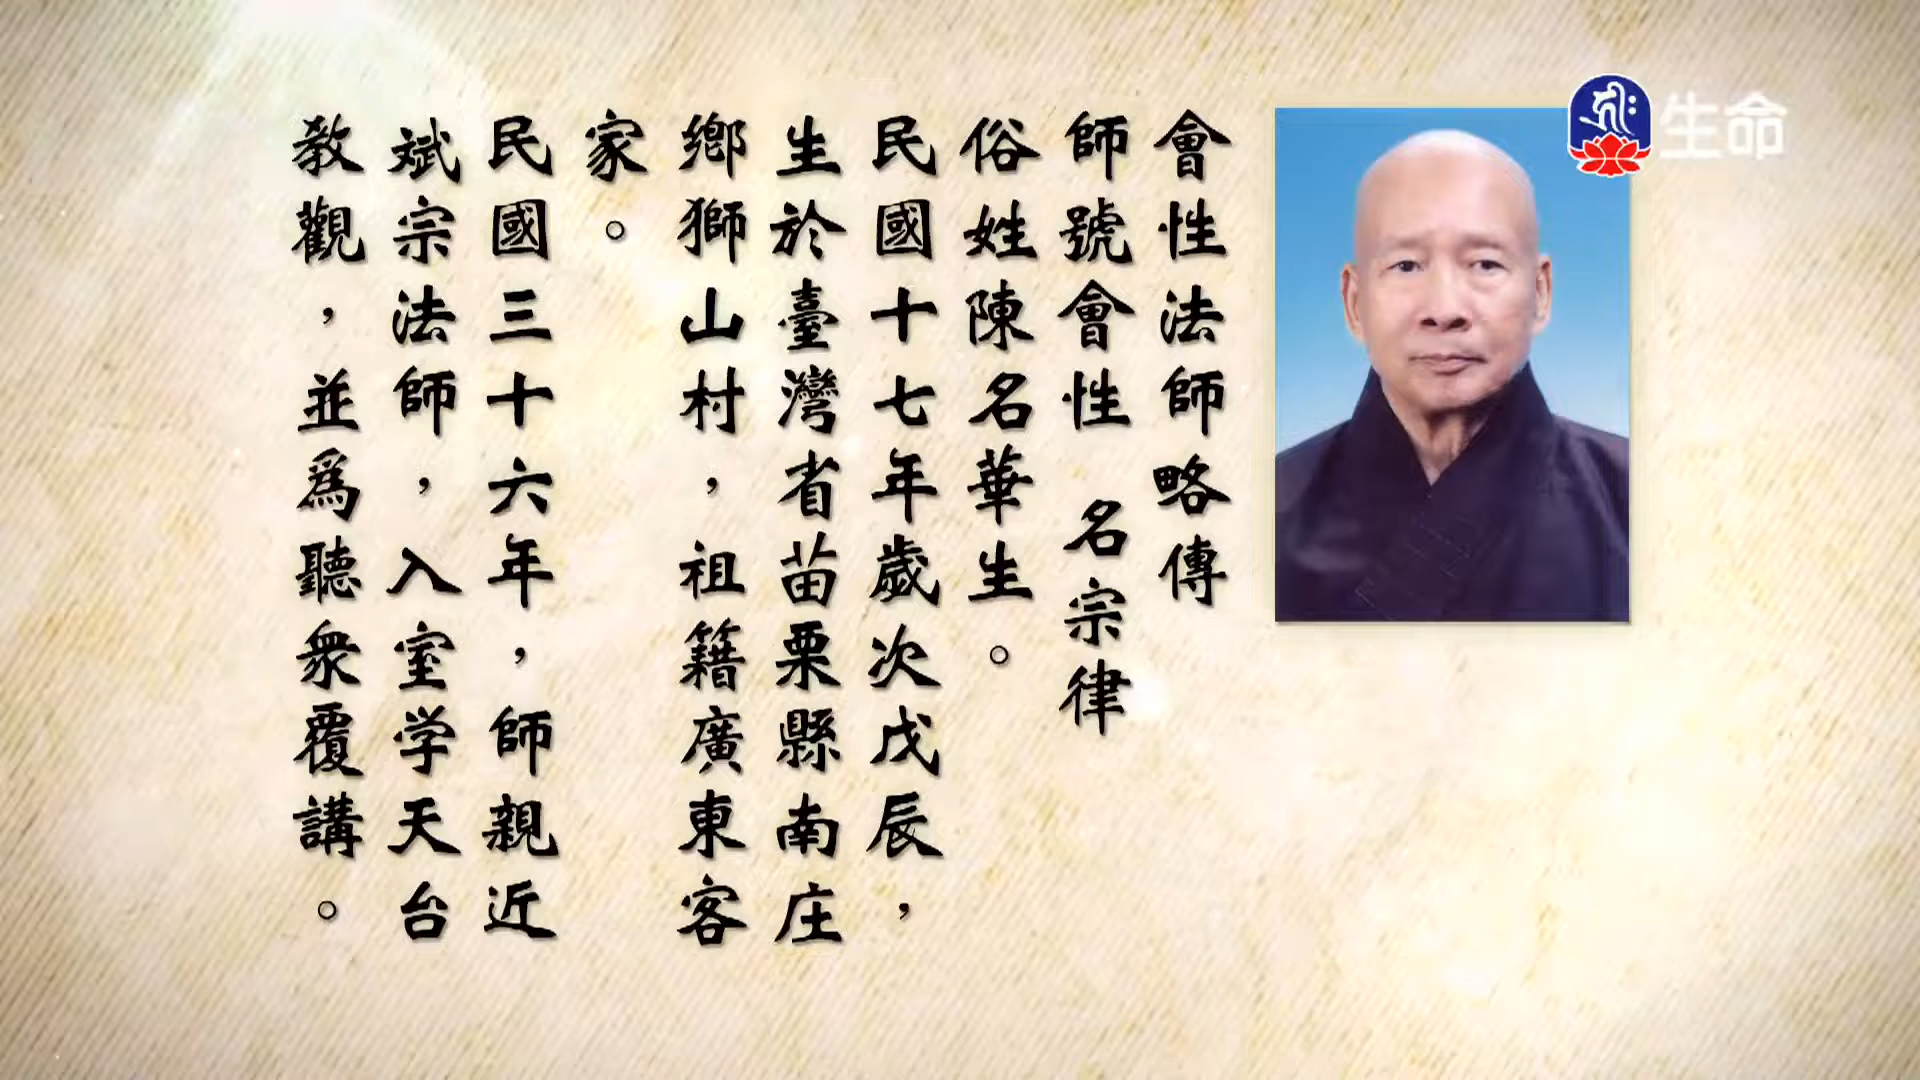 會性法師略傳
師號會性 名宗律
俗姓陳名華生。
民國十七年歲次戊辰，
生於臺灣省苗栗縣南庄
鄉獅山村，祖籍廣東客
家。
民國三十六年，師親近
斌宗法師，入室学天台
教觀，並爲聽衆覆講。
生命